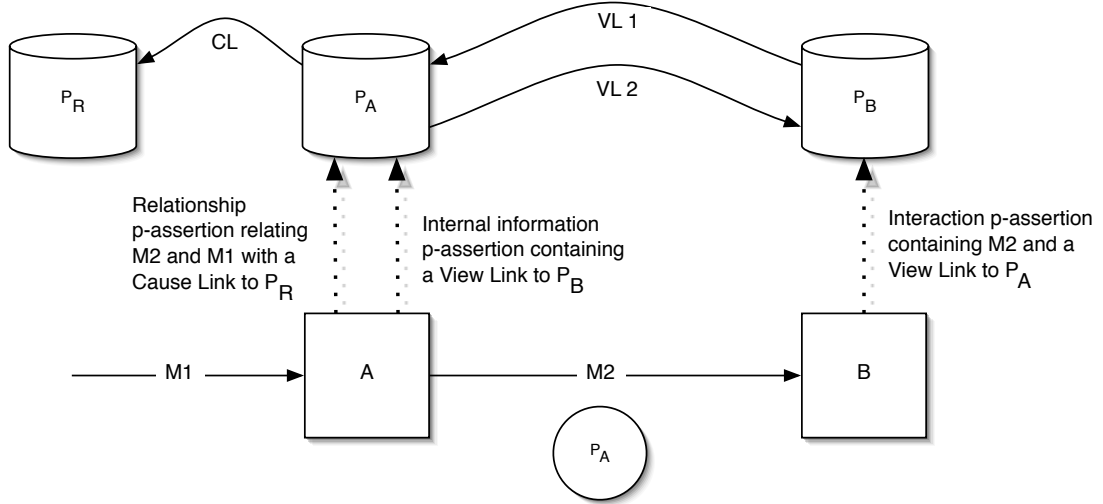 CL
VL 1
VL 2
P_R
P_A
P_B
Relationship
p-assertion relating
M2 and M1 with a
Cause Link to P_R
Internal information
p-assertion containing
a View Link to P_B
Interaction p-assertion
containing M2 and a
View Link to P_A
M1
A
M2
B
P_A